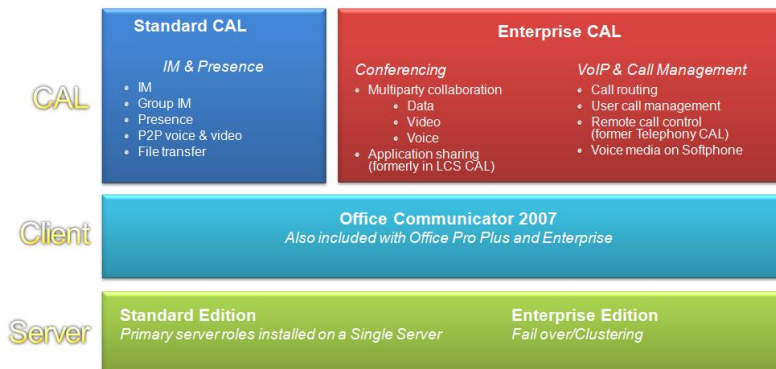 Standard CAL
IM & Presence
• IM
• Group IM
• Presence
• P2P voice & video
• File transfer
Enterprise CAL
Conferencing
• Multiparty collaboration
• Data
• Video
• Voice
• Application sharing
(formerly in LCS CAL)
VoIP & Call Management
• Call routing
• User call management
• Remote call control
(former Telephony CAL)
• Voice media on Softphone
CAL
Client
Office Communicator 2007
Also included with Office Pro Plus and Enterprise
Server
Standard Edition
Primary server roles installed on a Single Server
Enterprise Edition
Fail over/Clustering